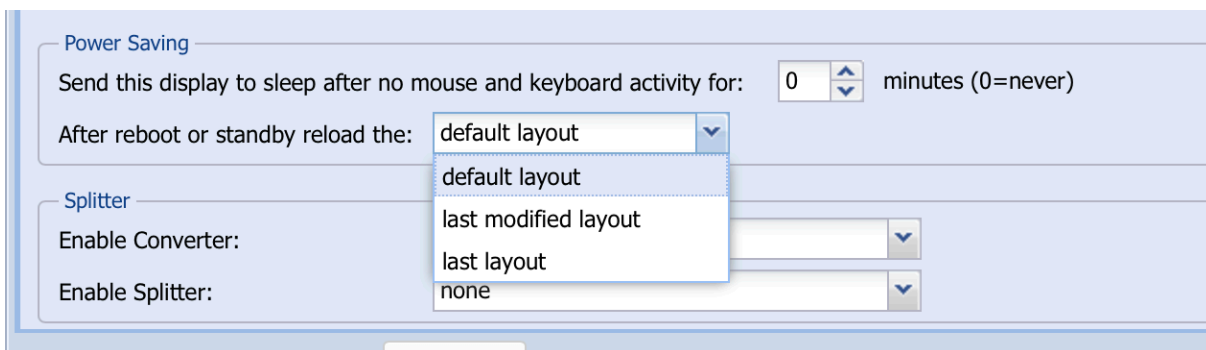 Power Saving
Send this display to sleep after no mouse and keyboard activity for: 0 minutes (0=never)
After reboot or standby reload the: default layout
default layout
last modified layout
last layout
Splitter
Enable Converter:
Enable Splitter: none